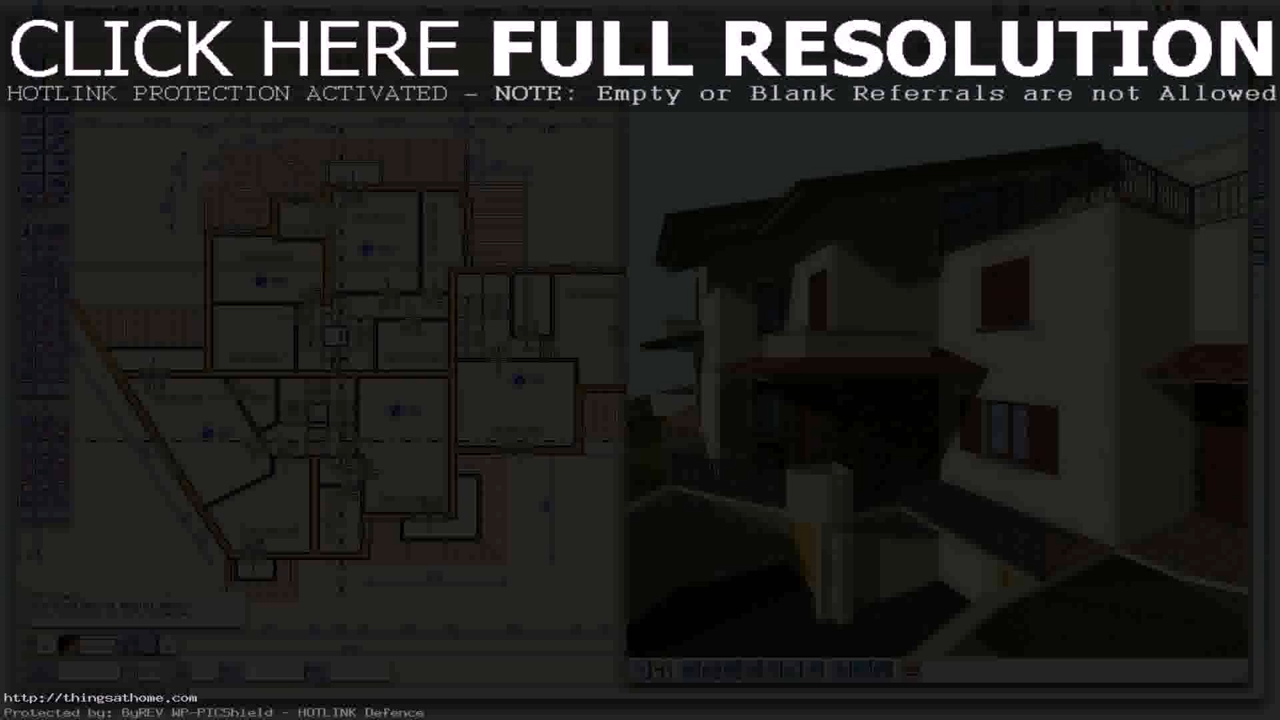 CLICK HERE FULL RESOLUTION
HOTLINK PROTECTION ACTIVATED – NOTE: Empty or Blank Referrals are not Allowed
http://thingsathome.com
Protected by: ByREV WP-PICShield – HOTLINK Defence